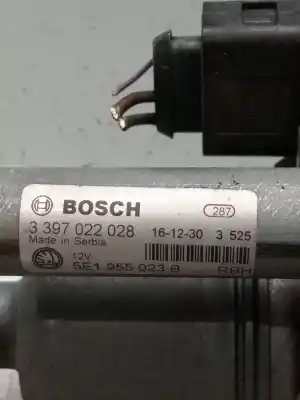 BOSCH 287
3 397 022 028 16-12-30 3 525
Made in Serbia
12V
5E1 955 023 B RBH